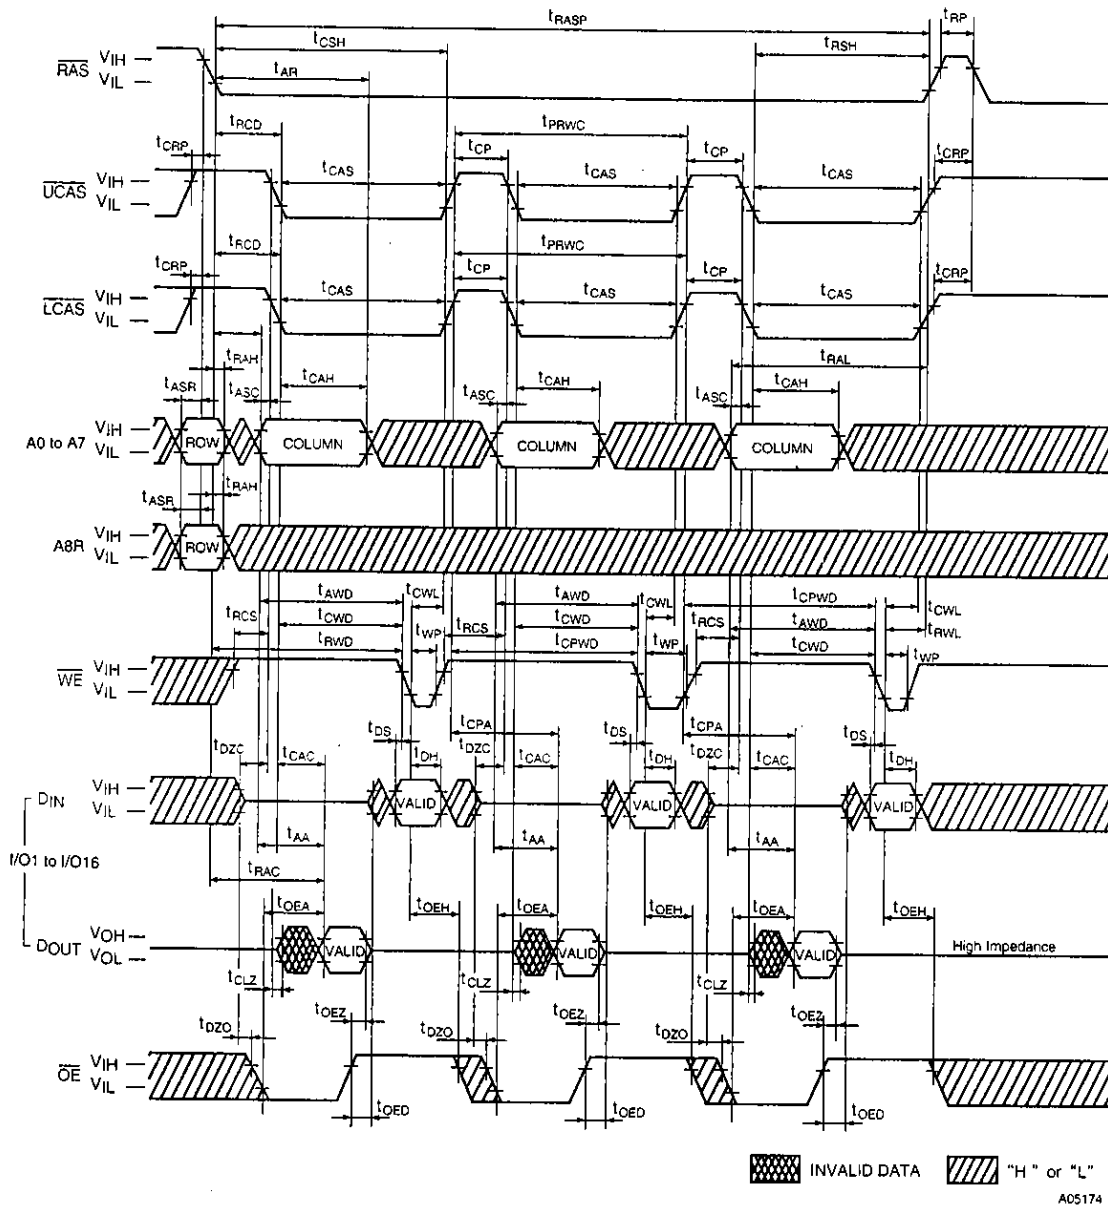 tRASP tRP
tCSH tRSH
RAS VIH VIL tAR
tRCD tPRWC
tCRP tCP tCP tCRP
UCAS VIH VIL tCAS tCAS tCAS
tRCD tPRWC
tCRP tCP tCP tCRP
LCAS VIH VIL tCAS tCAS tCAS
tRAH tRAL
tASR tASC tCAH tASC tCAH tASC tCAH
A0 to A7 VIH VIL ROW COLUMN COLUMN COLUMN
tASR tRAH
A8R VIH VIL ROW
tAWD tCWL tAWD tCWL tCPWD tCWL
tRCS tCWD tWP tRCS tCWD tWP tRCS tAWD tRWL
tRWD tCPWD tCWD tWP
WE VIH VIL
tCPA tCPA
tDZC tCAC tDS tDH tDZC tCAC tDS tDH tDZC tCAC tDS tDH
DIN VIH VIL VALID VALID VALID
tAA tAA tAA
I/O1 to I/O16
tRAC
tOEA tOEH tOEA tOEH tOEA tOEH
DOUT VOH VOL VALID VALID VALID High Impedance
tCLZ tCLZ tCLZ
tDZO tOEZ tDZO tOEZ tDZO tOEZ
OE VIH VIL
tOED tOED tOED
INVALID DATA "H" or "L"
A05174